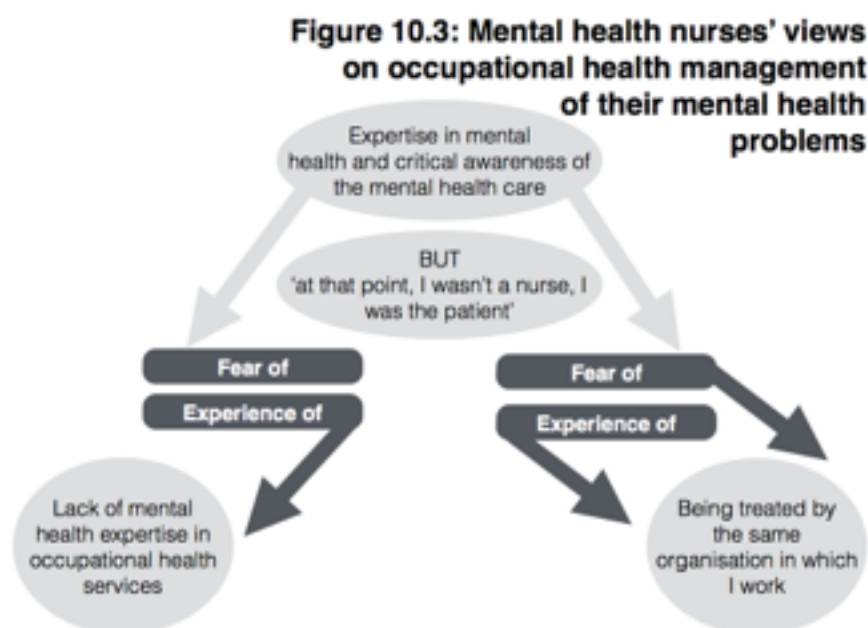 Figure 10.3: Mental health nurses' views
on occupational health management
of their mental health
problems
Expertise in mental
health and critical awareness of
the mental health care
BUT
'at that point, I wasn't a nurse, I
was the patient'
Fear of
Experience of
Fear of
Experience of
Lack of mental
health expertise in
occupational health
services
Being treated by
the same
organisation in which
I work